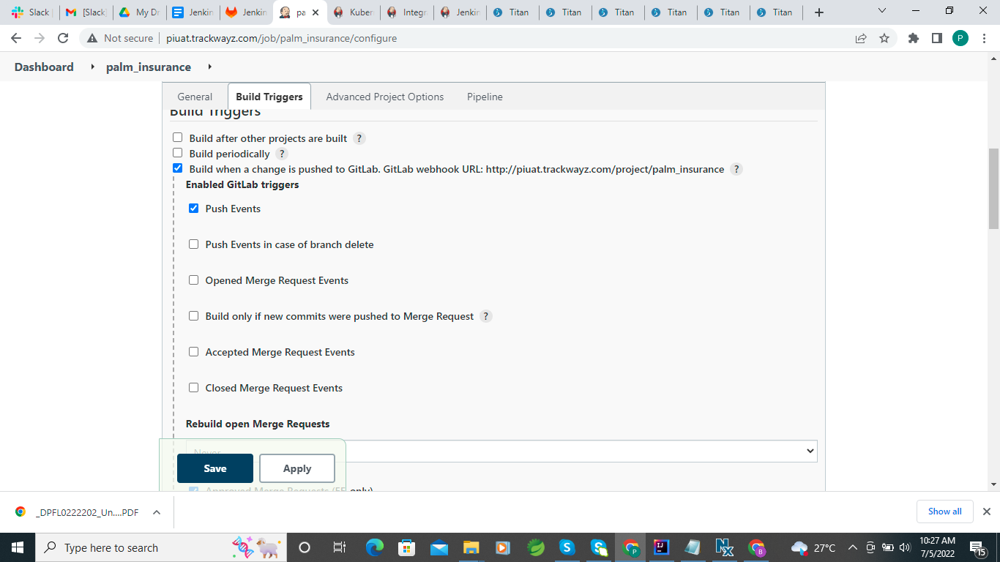 Slack
[Slack
My Dr
Jenkin
Jenkin
pa
Kuber
Integr
Jenkin
Titan
Titan
Titan
Titan
Titan
Titan
Not secure | piuat.trackwayz.com/job/palm_insurance/configure
P
Dashboard
palm_insurance
General
Build Triggers
Advanced Project Options
Pipeline
Build Triggers
Build after other projects are built ?
Build periodically ?
Build when a change is pushed to GitLab. GitLab webhook URL: http://piuat.trackwayz.com/project/palm_insurance ?
Enabled GitLab triggers
Push Events
Push Events in case of branch delete
Opened Merge Request Events
Build only if new commits were pushed to Merge Request ?
Accepted Merge Request Events
Closed Merge Request Events
Rebuild open Merge Requests
Never
Save
Apply
Approved Merge Requests (EE only)
_DPFL0222202_Un....PDF
Show all
Type here to search
27°C
10:27 AM
7/5/2022
15